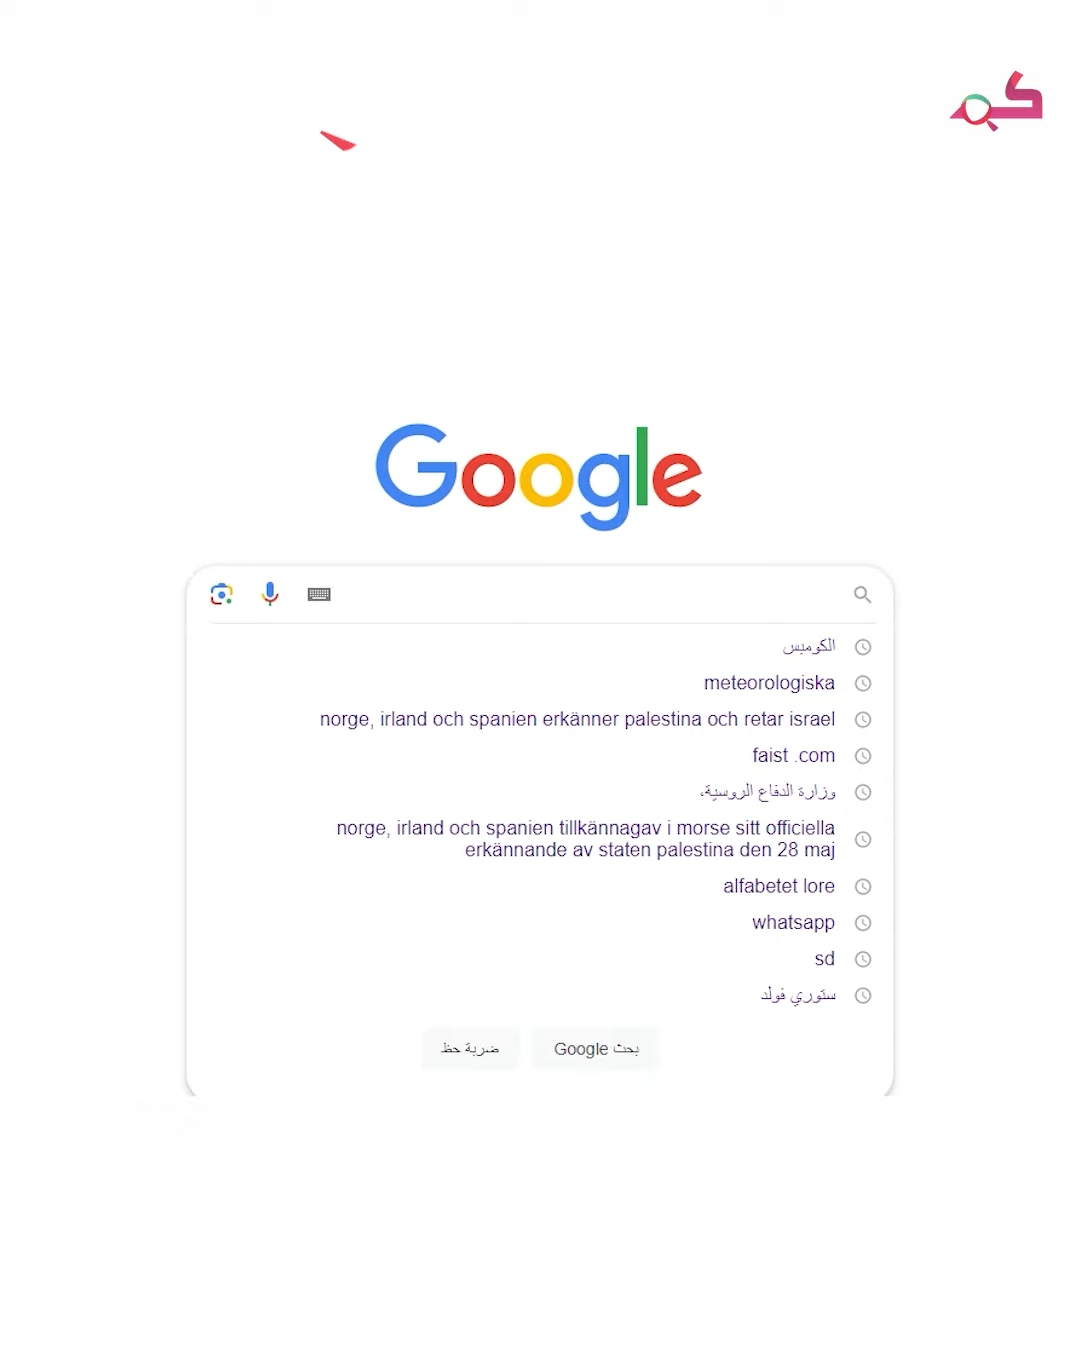 كـم
Google
الكومبس
meteorologiska
norge, irland och spanien erkänner palestina och retar israel
faist .com
وزارة الدفاع الروسية،
norge, irland och spanien tillkännagav i morse sitt officiella
erkännande av staten palestina den 28 maj
alfabetet lore
whatsapp
sd
ستوري فولد
بحث Google
ضربة حظ